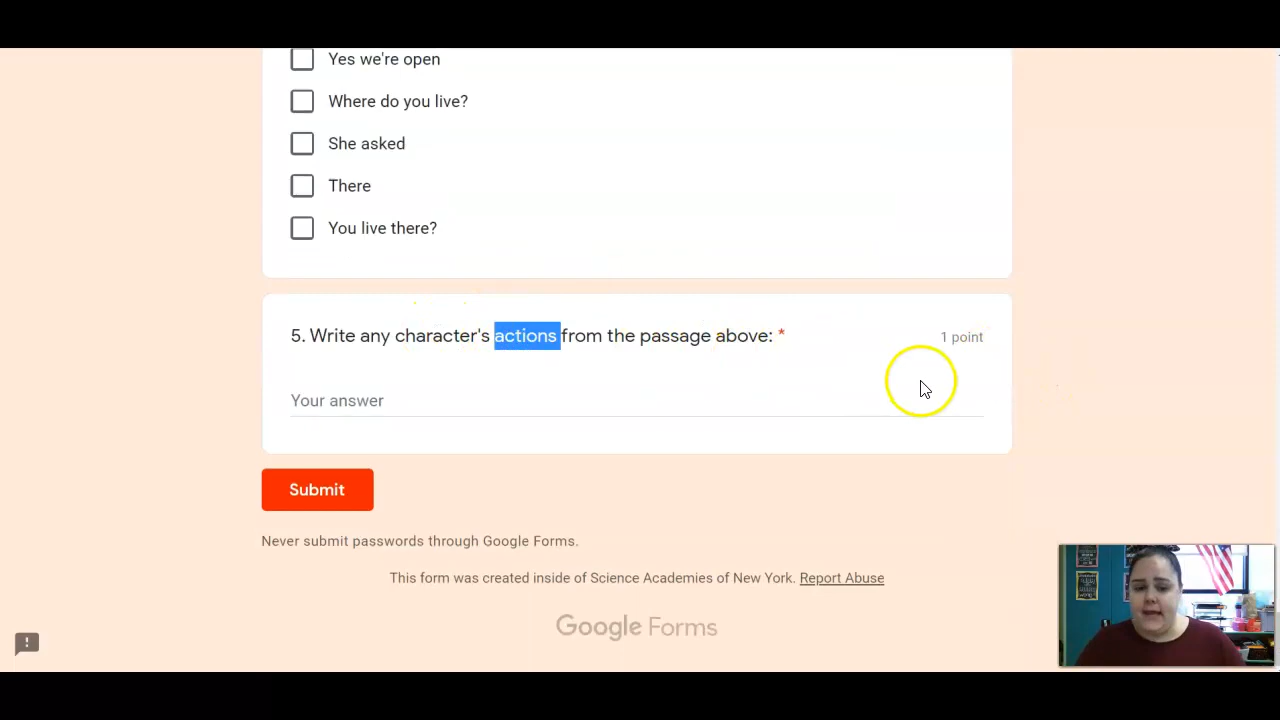 Yes we're open
Where do you live?
She asked
There
You live there?
5. Write any character's actions from the passage above: *
1 point
Your answer
Submit
Never submit passwords through Google Forms.
This form was created inside of Science Academies of New York. Report Abuse
Google Forms